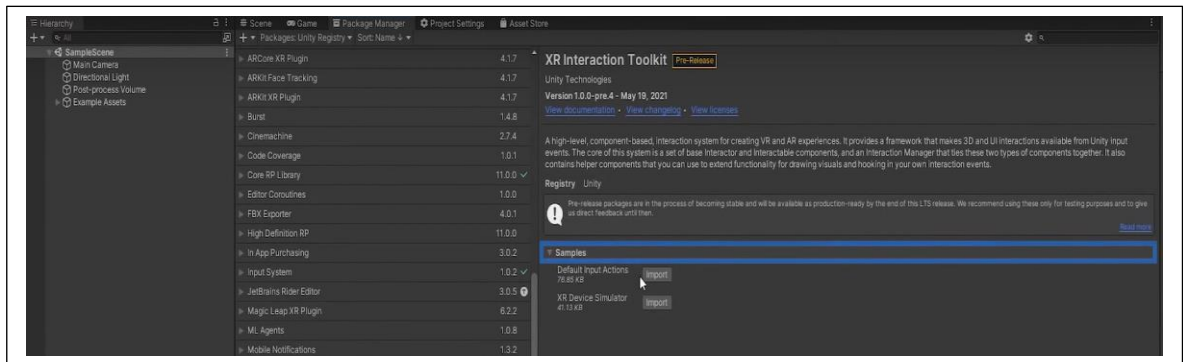 Hierarchy
Scene Game Package Manager Project Settings Asset Store
All
Packages: Unity Registry Sort: Name ↓
SampleScene
Main Camera
Directional Light
Post-process Volume
Example Assets
ARCore XR Plugin 4.1.7
ARKit Face Tracking 4.1.7
ARKit XR Plugin 4.1.7
Burst 1.4.8
Cinemachine 2.7.4
Code Coverage 1.0.1
Core RP Library 11.0.0
Editor Coroutines 1.0.0
FBX Exporter 4.0.1
High Definition RP 11.0.0
In App Purchasing 3.0.2
Input System 1.0.2
JetBrains Rider Editor 3.0.5
Magic Leap XR Plugin 6.2.2
ML Agents 1.0.8
Mobile Notifications 1.3.2
XR Interaction Toolkit Pre-Release
Unity Technologies
Version 1.0.0-pre.4 - May 19, 2021
View documentation • View changelog • View licenses
A high-level, component-based, interaction system for creating VR and AR experiences. It provides a framework that makes 3D and UI interactions available from Unity input
events. The core of this system is a set of base Interactor and Interactable components, and an Interaction Manager that ties these two types of components together. It also
contains helper components that you can use to extend functionality for drawing visuals and hooking in your own interaction events.
Registry Unity
Pre-release packages are in the process of becoming stable and will be available as production-ready by the end of this LTS release. We recommend using these only for testing purposes and to give
us direct feedback until then.
Read more
Samples
Default Input Actions Import
78.85 KB
XR Device Simulator Import
41.13 KB